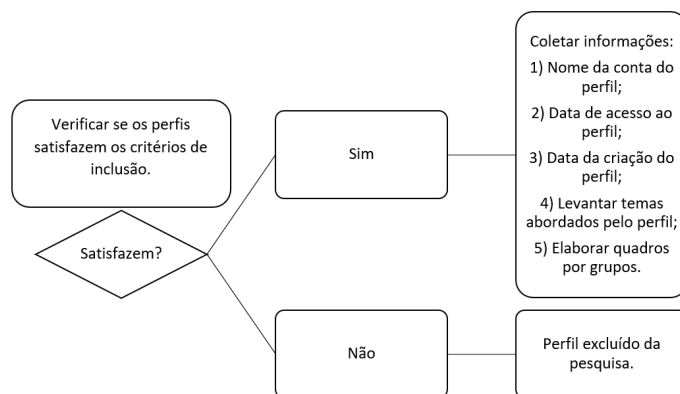 Verificar se os perfis
satisfazem os critérios de
inclusão.
Satisfazem?
Sim
Coletar informações:
1) Nome da conta do
perfil;
2) Data de acesso ao
perfil;
3) Data da criação do
perfil;
4) Levantar temas
abordados pelo perfil;
5) Elaborar quadros
por grupos.
Não
Perfil excluído da
pesquisa.